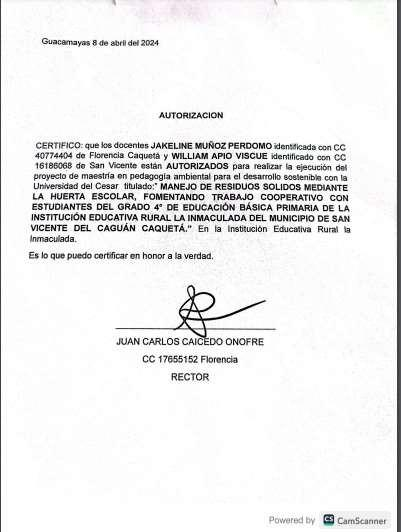 Guacamayas 8 de abril del 2024
AUTORIZACION
CERTIFICO: que los docentes JAKELINE MUÑOZ PERDOMO identificada con CC
40774404 de Florencia Caquetá y WILLIAM APIO VISCUE identificado con CC
16186068 de San Vicente están AUTORIZADOS para realizar la ejecución del
proyecto de maestría en pedagogía ambiental para el desarrollo sostenible con la
Universidad del Cesar titulado:" MANEJO DE RESIDUOS SOLIDOS MEDIANTE
LA HUERTA ESCOLAR, FOMENTANDO TRABAJO COOPERATIVO CON
ESTUDIANTES DEL GRADO 4° DE EDUCACIÓN BÁSICA PRIMARIA DE LA
INSTITUCIÓN EDUCATIVA RURAL LA INMACULADA DEL MUNICIPIO DE SAN
VICENTE DEL CAGUÁN CAQUETÁ." En la Institución Educativa Rural la
Inmaculada.
Es lo que puedo certificar en honor a la verdad.
JUAN CARLOS CAICEDO ONOFRE
CC 17655152 Florencia
RECTOR
Powered by CS CamScanner